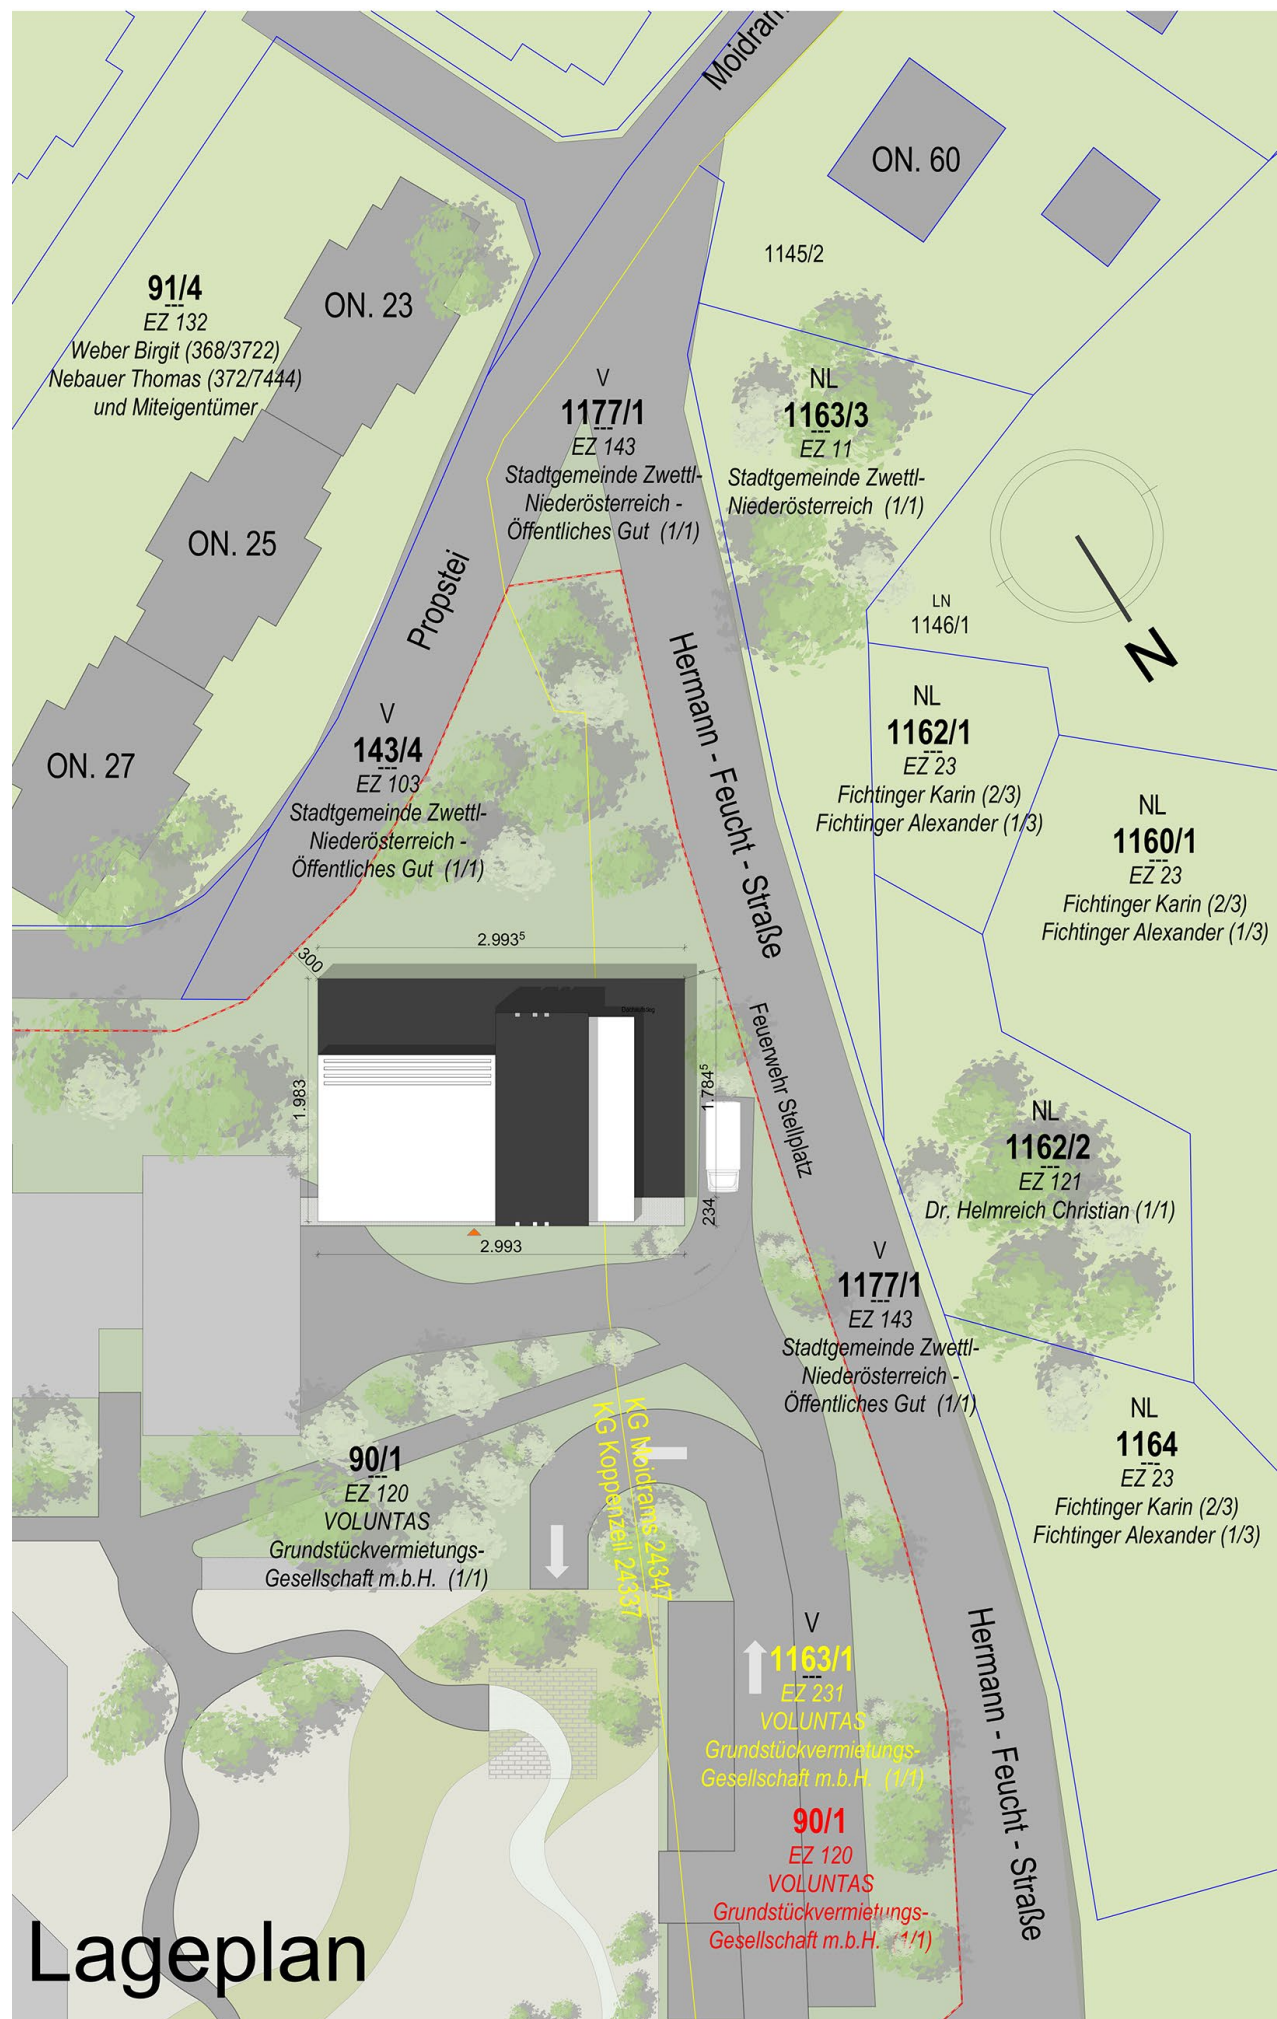 Moidram
ON. 60
1145/2
ON. 23
91/4
---
EZ 132
Weber Birgit (368/3722)
Nebauer Thomas (372/7444)
und Miteigentümer
V
1177/1
---
EZ 143
Stadtgemeinde Zwettl-
Niederösterreich -
Öffentliches Gut (1/1)
NL
1163/3
---
EZ 11
Stadtgemeinde Zwettl-
Niederösterreich (1/1)
ON. 25
Propstei
LN
1146/1
N
Hermann - Feucht - Straße
NL
1162/1
---
EZ 23
Fichtinger Karin (2/3)
Fichtinger Alexander (1/3)
V
143/4
---
EZ 103
Stadtgemeinde Zwettl-
Niederösterreich -
Öffentliches Gut (1/1)
ON. 27
NL
1160/1
---
EZ 23
Fichtinger Karin (2/3)
Fichtinger Alexander (1/3)
2.993⁵
300
1.983
1.784⁵
234
2.993
Feuerwehr Stellplatz
NL
1162/2
---
EZ 121
Dr. Helmreich Christian (1/1)
V
1177/1
---
EZ 143
Stadtgemeinde Zwettl-
Niederösterreich -
Öffentliches Gut (1/1)
NL
1164
---
EZ 23
Fichtinger Karin (2/3)
Fichtinger Alexander (1/3)
KG Moidrams 24347
KG Koppenzeil 24337
90/1
---
EZ 120
VOLUNTAS
Grundstückvermietungs-
Gesellschaft m.b.H. (1/1)
V
1163/1
---
EZ 231
VOLUNTAS
Grundstückvermietungs-
Gesellschaft m.b.H. (1/1)
90/1
EZ 120
VOLUNTAS
Grundstückvermietungs-
Gesellschaft m.b.H. (1/1)
Hermann - Feucht - Straße
Lageplan